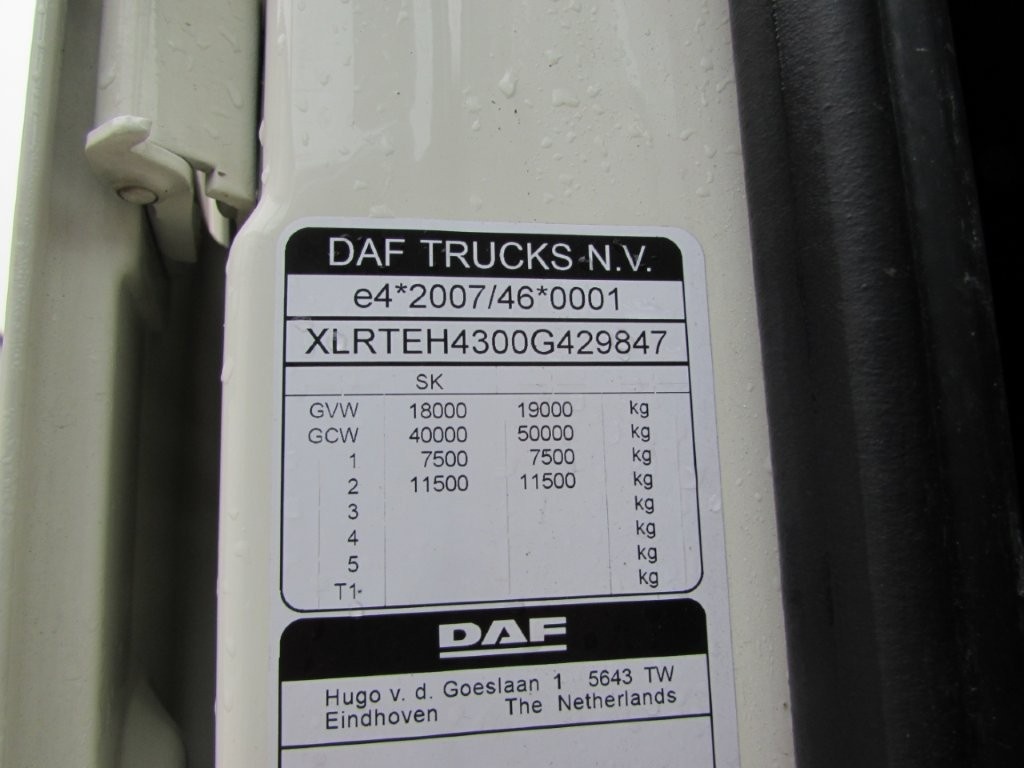 DAF TRUCKS N.V.
e4*2007/46*0001
XLRTEH4300G429847
SK
GVW 18000 19000 kg
GCW 40000 50000 kg
1 7500 7500 kg
2 11500 11500 kg
3 kg
4 kg
5 kg
T1- kg
DAF
Hugo v. d. Goeslaan 1 5643 TW
Eindhoven The Netherlands